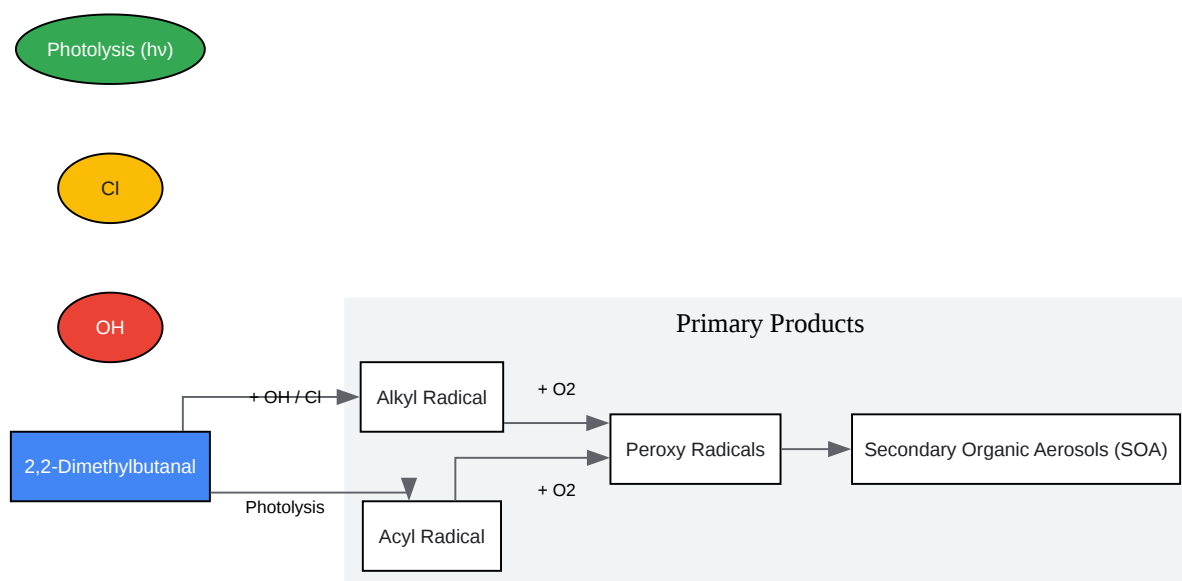 Photolysis (hν)
Cl
OH
Primary Products
+ OH / Cl
Alkyl Radical
+ O2
2,2-Dimethylbutanal
Peroxy Radicals
Secondary Organic Aerosols (SOA)
Photolysis
+ O2
Acyl Radical